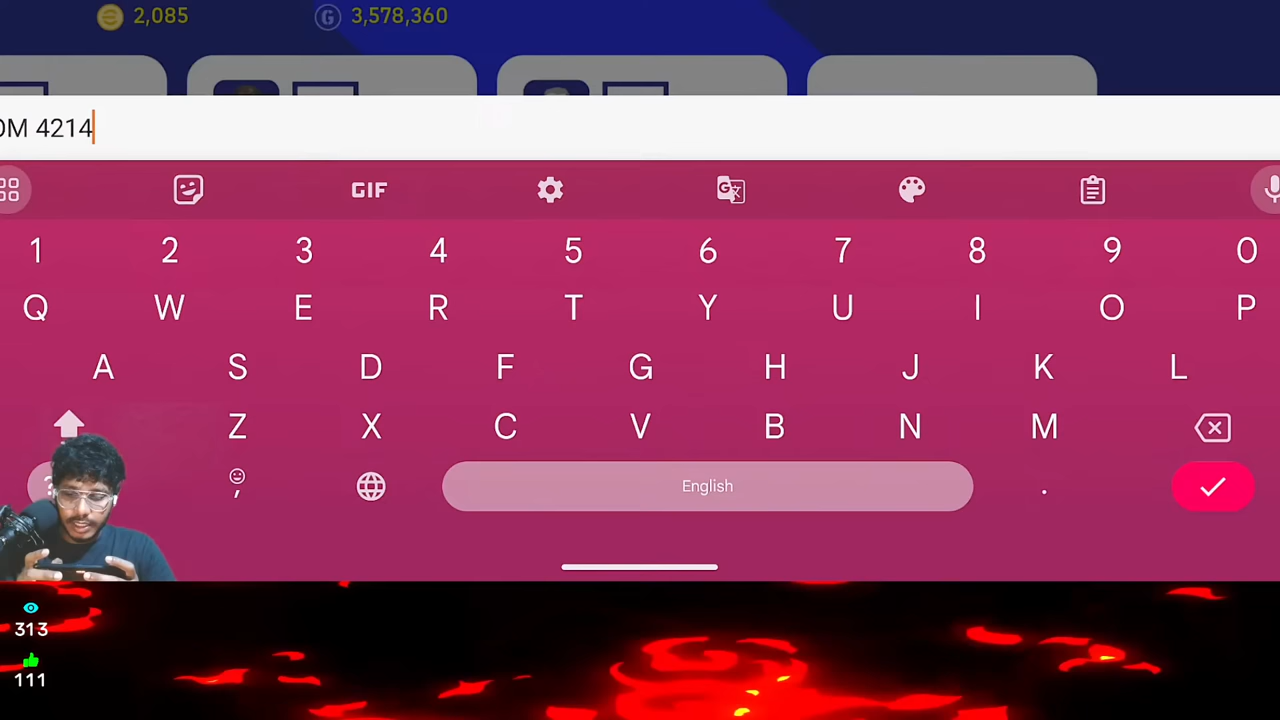 2,085 3,578,360
0M 4214
GIF
1 2 3 4 5 6 7 8 9 0
Q W E R T Y U I O P
A S D F G H J K L
Z X C V B N M
, English .
313
111